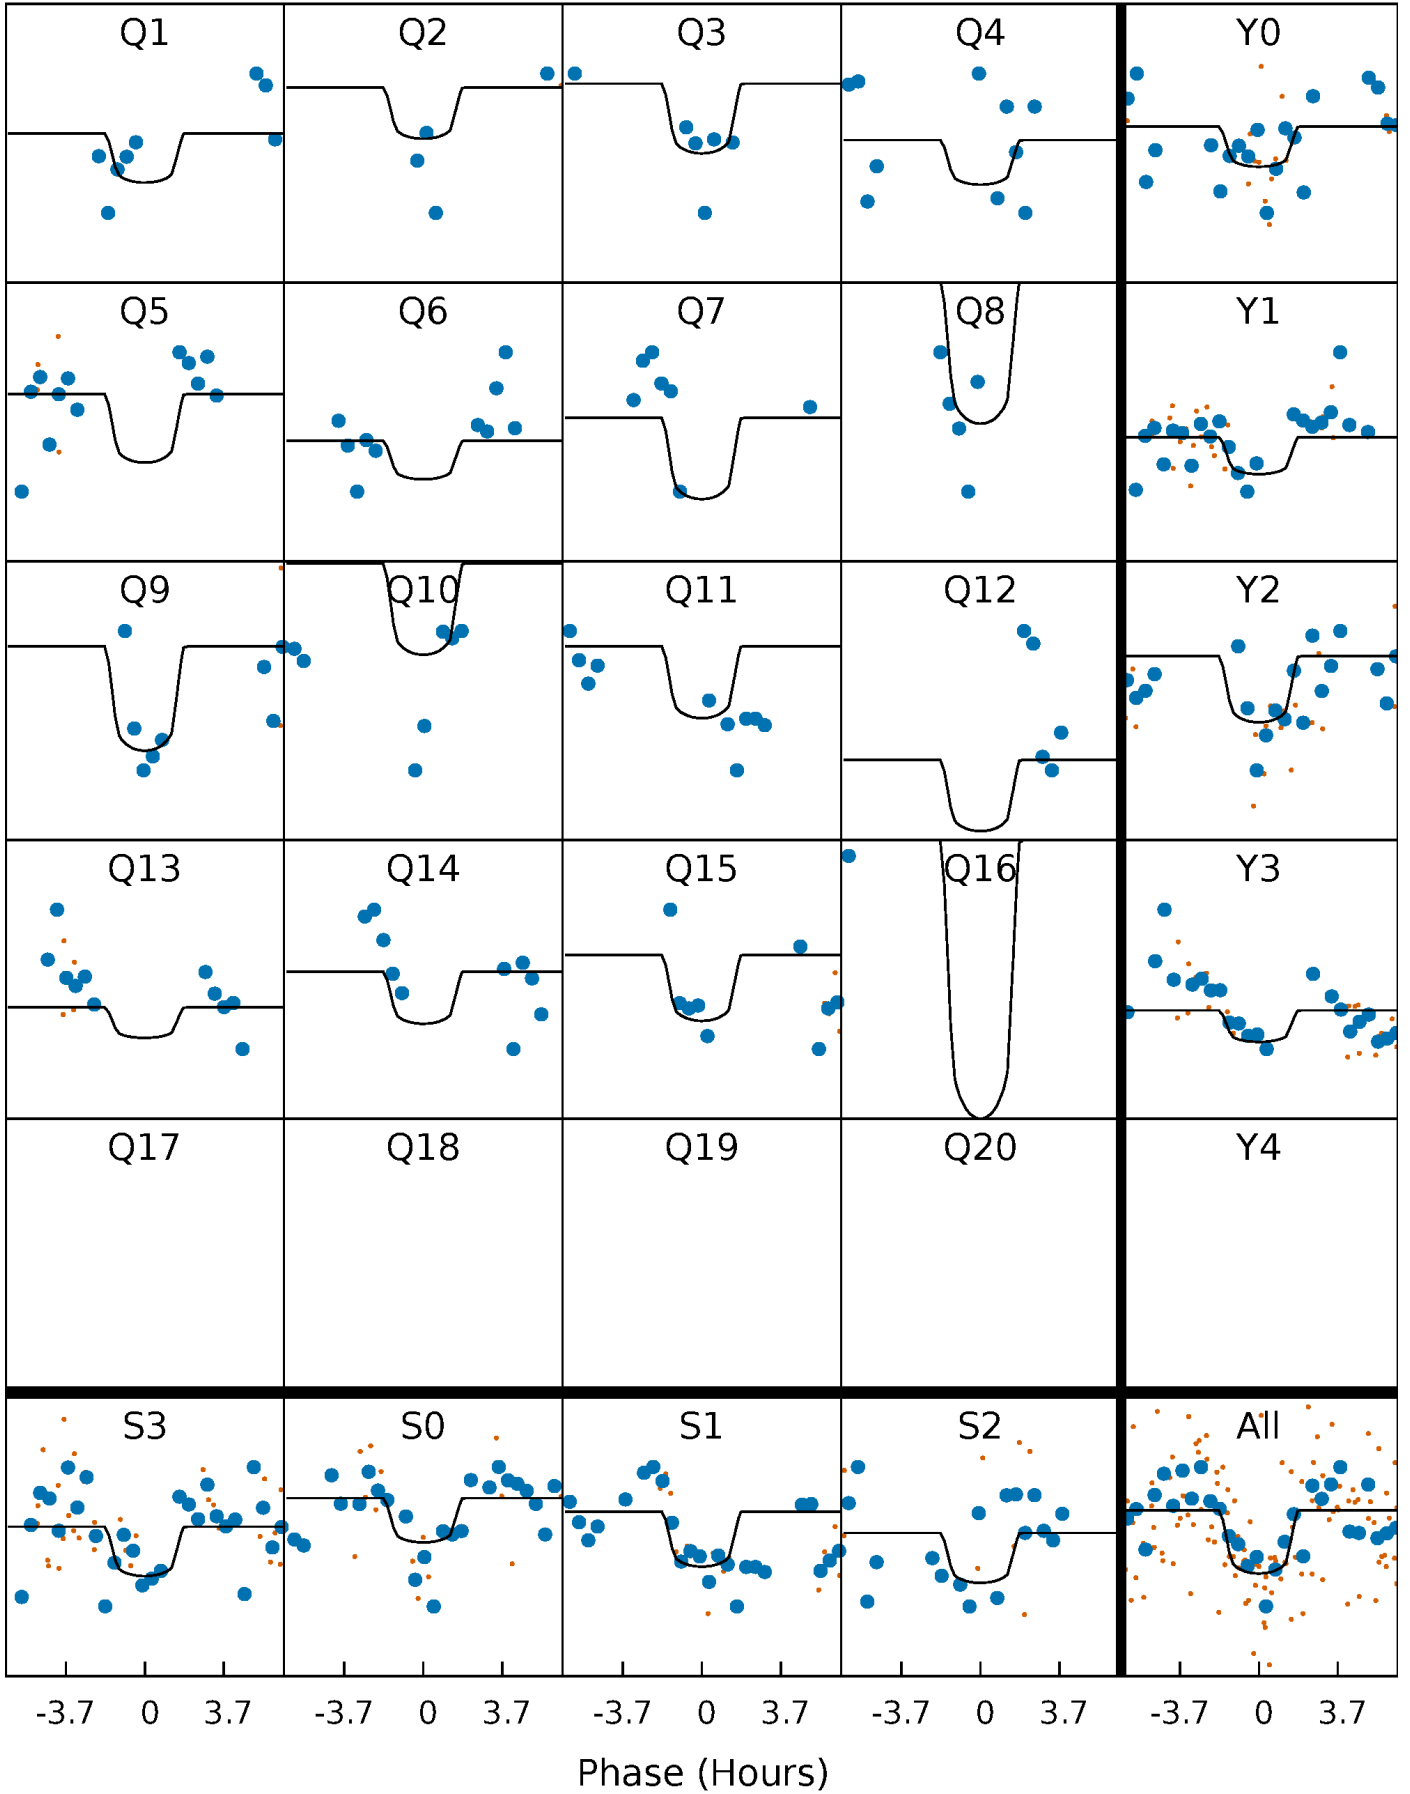 Q1 Q2 Q3 Q4 Y0
Q5 Q6 Q7 Q8 Y1
Q9 Q10 Q11 Q12 Y2
Q13 Q14 Q15 Q16 Y3
Q17 Q18 Q19 Q20 Y4
S3 S0 S1 S2 All
-3.7 0 3.7 -3.7 0 3.7 -3.7 0 3.7 -3.7 0 3.7 -3.7 0 3.7
Phase (Hours)